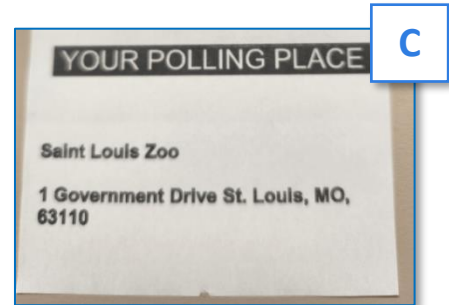 C
YOUR POLLING PLACE
Saint Louis Zoo
1 Government Drive St. Louis, MO,
63110